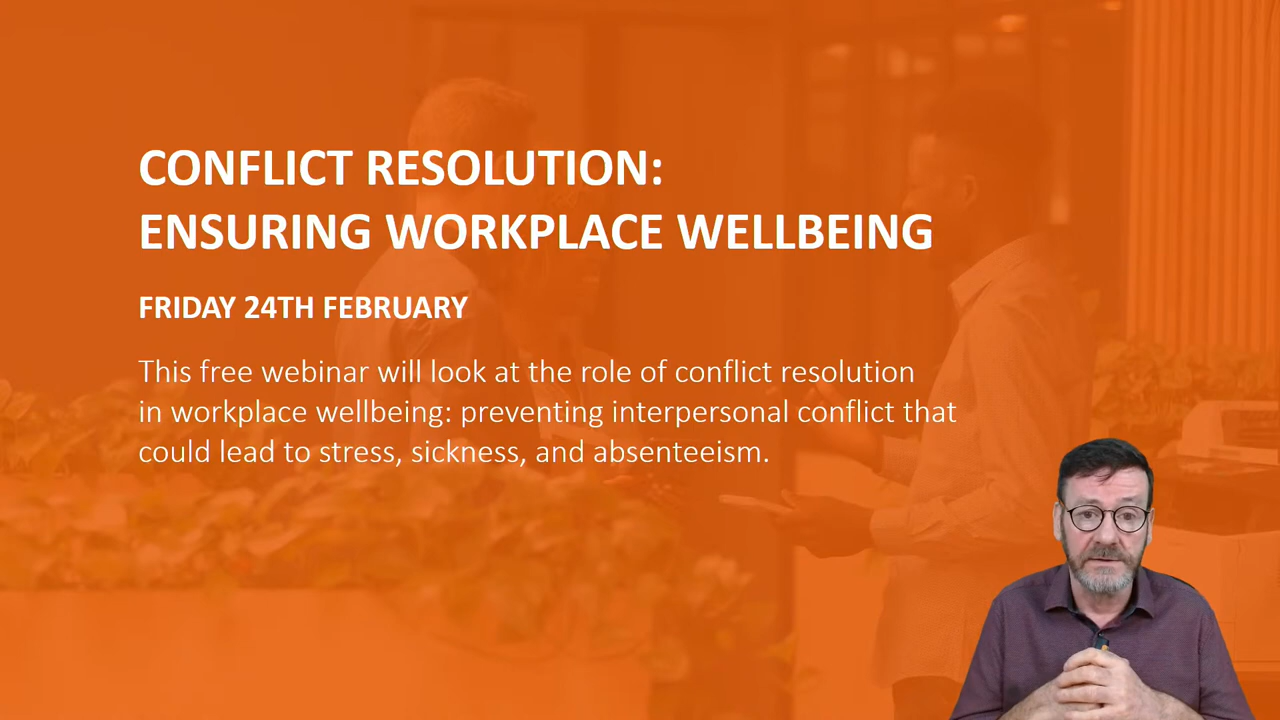 CONFLICT RESOLUTION:
ENSURING WORKPLACE WELLBEING
FRIDAY 24TH FEBRUARY
This free webinar will look at the role of conflict resolution
in workplace wellbeing: preventing interpersonal conflict that
could lead to stress, sickness, and absenteeism.